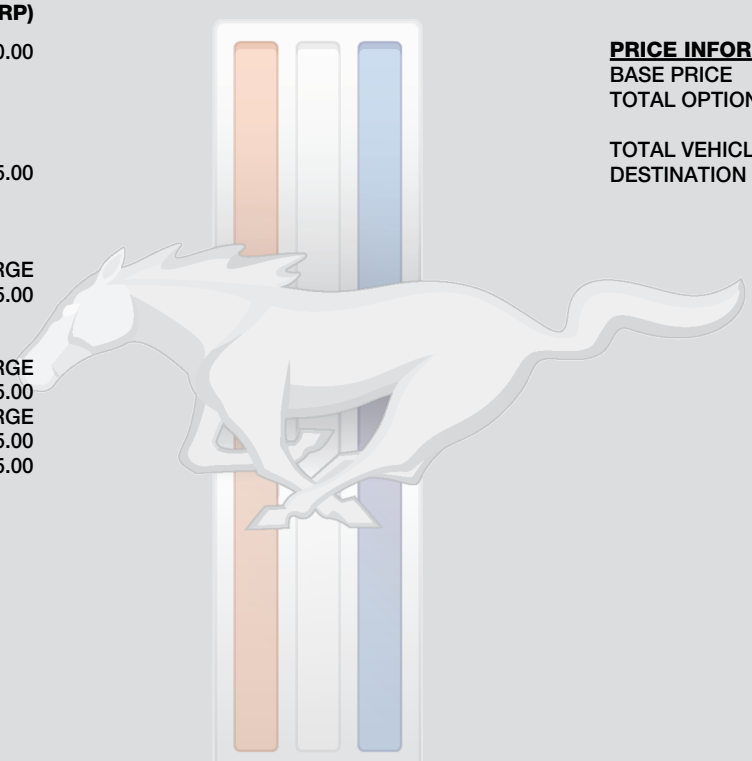 RP)
0.00
5.00
RGE
5.00
RGE
5.00
RGE
5.00
5.00
PRICE INFOR
BASE PRICE
TOTAL OPTION
TOTAL VEHICL
DESTINATION